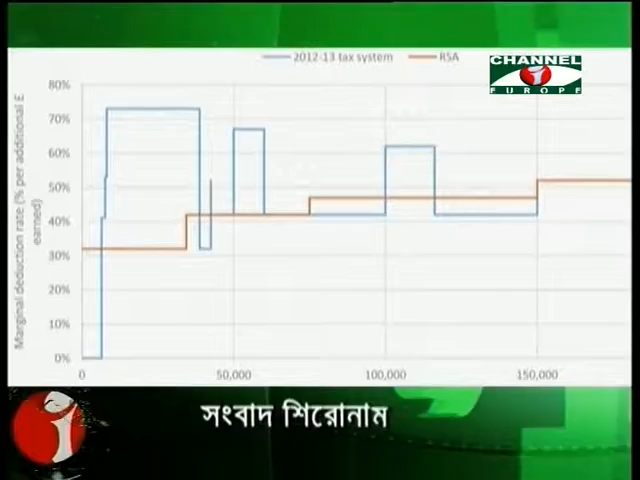 2012-13 tax system RSA
CHANNEL
i
EUROPE
Marginal deduction rate (% per additional £
earned)
80%
70%
60%
50%
40%
30%
20%
10%
0%
0 50,000 100,000 150,000
i
সংবাদ শিরোনাম